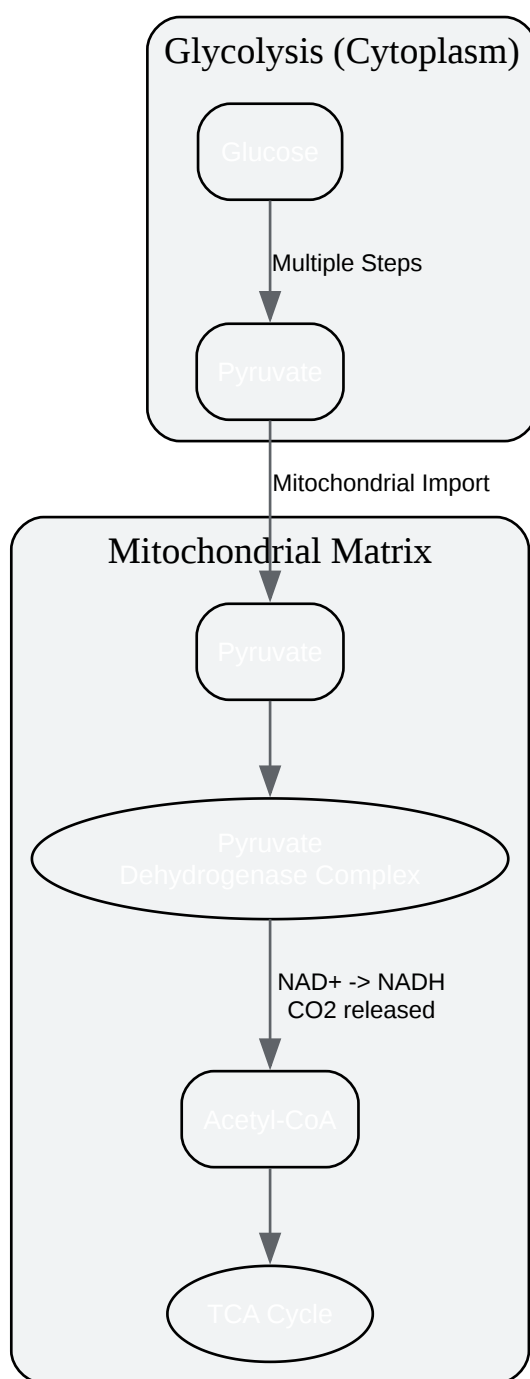 Glycolysis (Cytoplasm)
Glucose
Multiple Steps
Pyruvate
Mitochondrial Import
Mitochondrial Matrix
Pyruvate
Pyruvate
Dehydrogenase Complex
NAD+ -> NADH
CO2 released
Acetyl-CoA
TCA Cycle